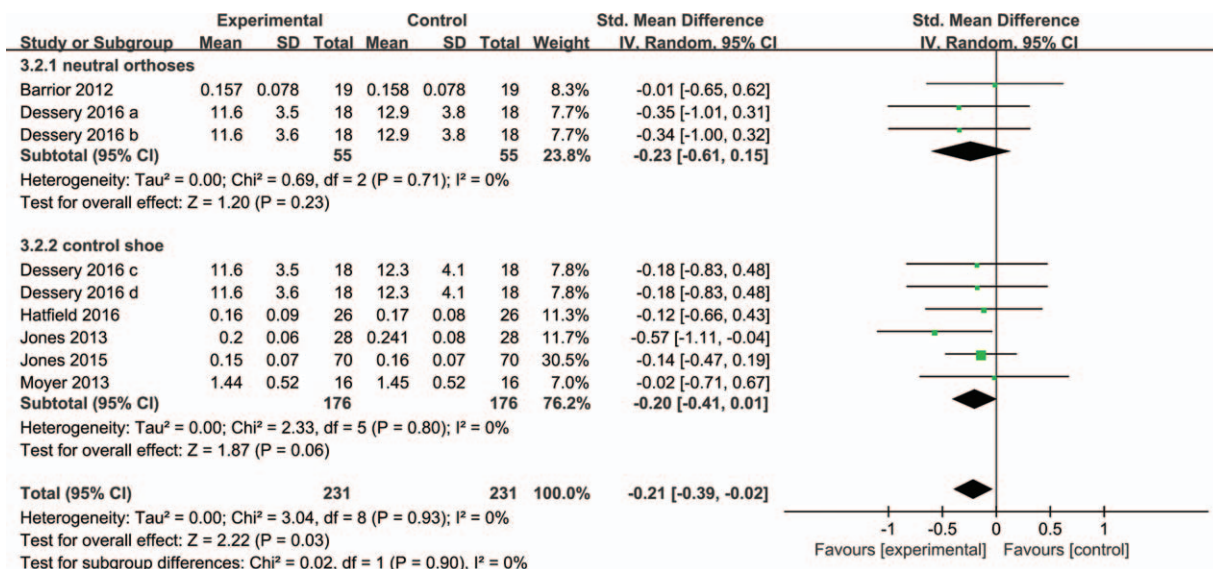 Experimental Control Std. Mean Difference Std. Mean Difference
Study or Subgroup Mean SD Total Mean SD Total Weight IV, Random, 95% CI IV, Random, 95% CI
3.2.1 neutral orthoses
Barrior 2012 0.157 0.078 19 0.158 0.078 19 8.3% -0.01 [-0.65, 0.62]
Dessery 2016 a 11.6 3.5 18 12.9 3.8 18 7.7% -0.35 [-1.01, 0.31]
Dessery 2016 b 11.6 3.6 18 12.9 3.8 18 7.7% -0.34 [-1.00, 0.32]
Subtotal (95% CI) 55 55 23.8% -0.23 [-0.61, 0.15]
Heterogeneity: Tau² = 0.00; Chi² = 0.69, df = 2 (P = 0.71); I² = 0%
Test for overall effect: Z = 1.20 (P = 0.23)
3.2.2 control shoe
Dessery 2016 c 11.6 3.5 18 12.3 4.1 18 7.8% -0.18 [-0.83, 0.48]
Dessery 2016 d 11.6 3.6 18 12.3 4.1 18 7.8% -0.18 [-0.83, 0.48]
Hatfield 2016 0.16 0.09 26 0.17 0.08 26 11.3% -0.12 [-0.66, 0.43]
Jones 2013 0.2 0.06 28 0.241 0.08 28 11.7% -0.57 [-1.11, -0.04]
Jones 2015 0.15 0.07 70 0.16 0.07 70 30.5% -0.14 [-0.47, 0.19]
Moyer 2013 1.44 0.52 16 1.45 0.52 16 7.0% -0.02 [-0.71, 0.67]
Subtotal (95% CI) 176 176 76.2% -0.20 [-0.41, 0.01]
Heterogeneity: Tau² = 0.00; Chi² = 2.33, df = 5 (P = 0.80); I² = 0%
Test for overall effect: Z = 1.87 (P = 0.06)
Total (95% CI) 231 231 100.0% -0.21 [-0.39, -0.02]
Heterogeneity: Tau² = 0.00; Chi² = 3.04, df = 8 (P = 0.93); I² = 0%
Test for overall effect: Z = 2.22 (P = 0.03)
Test for subgroup differences: Chi² = 0.02, df = 1 (P = 0.90), I² = 0%
-1 -0.5 0 0.5 1
Favours [experimental] Favours [control]